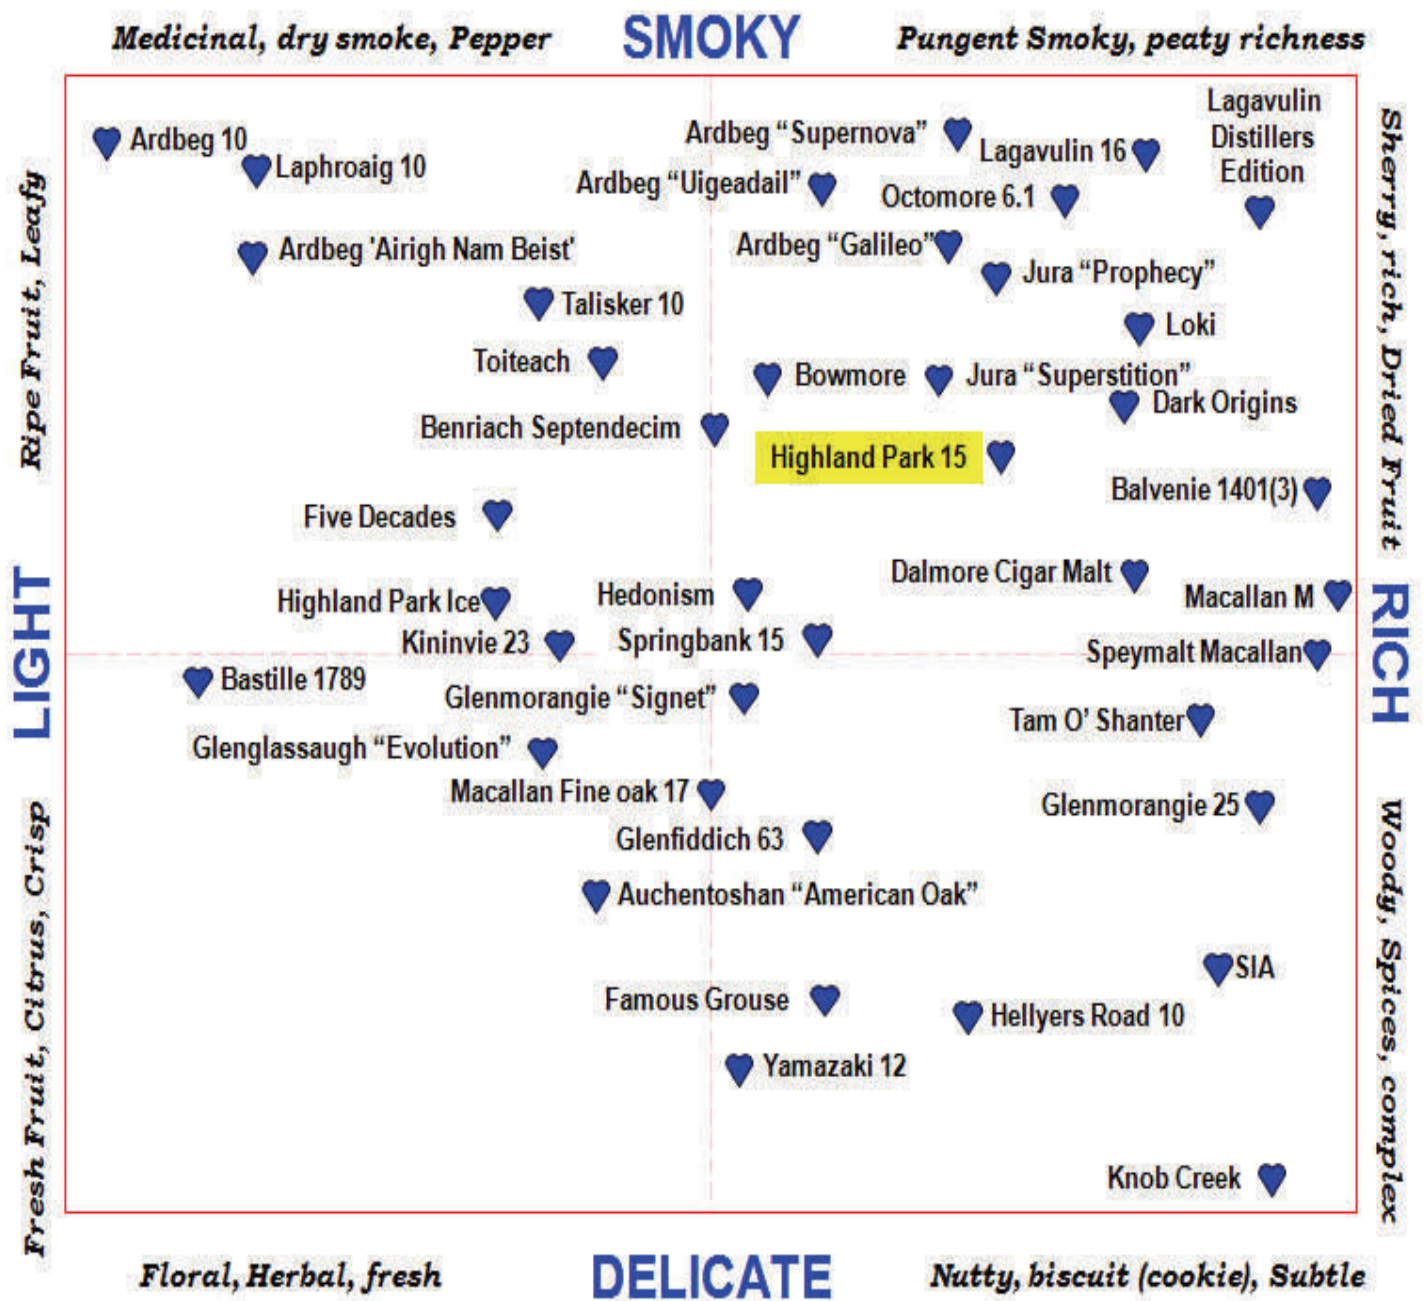 SMOKY
Medicinal, dry smoke, Pepper
Pungent Smoky, peaty richness
Lagavulin
Distillers
Edition
Ardbeg 10
Ardbeg “Supernova”
Lagavulin 16
Laphroaig 10
Ardbeg “Uigeadail”
Octomore 6.1
Ardbeg 'Airigh Nam Beist'
Ardbeg “Galileo”
Jura “Prophecy”
Talisker 10
Loki
Toiteach
Bowmore
Jura “Superstition”
Dark Origins
Benriach Septendecim
Highland Park 15
Balvenie 1401(3)
Five Decades
Dalmore Cigar Malt
Highland Park Ice
Hedonism
Macallan M
Kininvie 23
Springbank 15
Speymalt Macallan
Bastille 1789
Glenmorangie “Signet”
Tam O’ Shanter
Glenglassaugh “Evolution”
Macallan Fine oak 17
Glenmorangie 25
Glenfiddich 63
Auchentoshan “American Oak”
SIA
Famous Grouse
Hellyers Road 10
Yamazaki 12
Knob Creek
Ripe Fruit, Leafy
LIGHT
Fresh Fruit, Citrus, Crisp
Sherry, rich, Dried Fruit
RICH
Woody, Spices, complex
Floral, Herbal, fresh
DELICATE
Nutty, biscuit (cookie), Subtle